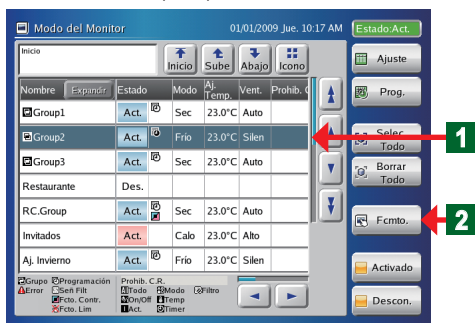 Modo del Monitor 01/01/2009 Jue. 10:17 AM Estado:Act.
Inicio
Inicio Sube Abajo Icono
Ajuste
Prog.
Selec. Todo
Borrar Todo
Fcmto.
Activado
Descon.
Nombre Expandir Estado Modo Aj. Temp. Vent. Prohib. C
Group1 Act. Sec 23.0°C Auto
Group2 Act. Frio 23.0°C Silen
Group3 Act. Sec 23.0°C Auto
Restaurante Des.
RC.Group Act. Sec 23.0°C Auto
Invitados Act. Calo 23.0°C Alto
Aj. Invierno Act. Frio 23.0°C Silen
Grupo Programación Prohib. C.R.
Error Señ Filt Todo Modo Filtro
Fcto. Contr. On/Off Temp
Fcto. Lim Act. Timer
1
2